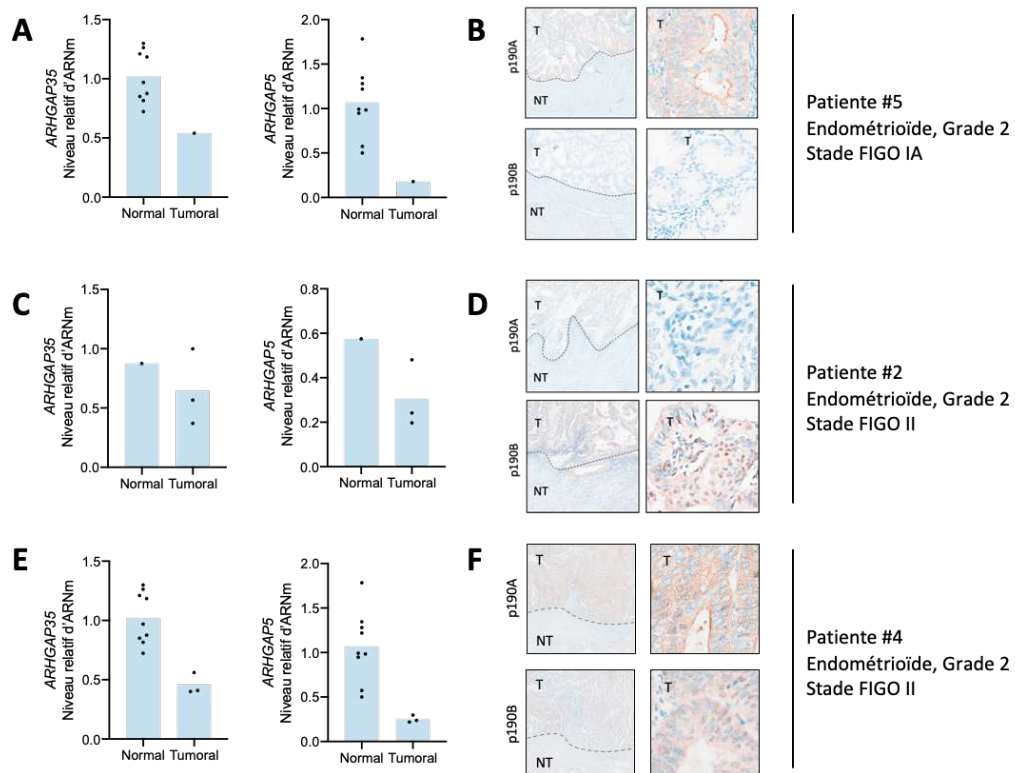 A
ARHGAP35
Niveau relatif d'ARNm
1.5
1.0
0.5
0.0
Normal Tumoral
ARHGAP5
Niveau relatif d'ARNm
2.0
1.5
1.0
0.5
0.0
Normal Tumoral
B
p190A
T
NT
T
p190B
T
NT
T
Patiente #5
Endométrioïde, Grade 2
Stade FIGO IA
C
ARHGAP35
Niveau relatif d'ARNm
1.5
1.0
0.5
0.0
Normal Tumoral
ARHGAP5
Niveau relatif d'ARNm
0.8
0.6
0.4
0.2
0.0
Normal Tumoral
D
p190A
T
NT
T
p190B
T
NT
T
Patiente #2
Endométrioïde, Grade 2
Stade FIGO II
E
ARHGAP35
Niveau relatif d'ARNm
1.5
1.0
0.5
0.0
Normal Tumoral
ARHGAP5
Niveau relatif d'ARNm
2.0
1.5
1.0
0.5
0.0
Normal Tumoral
F
p190A
T
NT
T
p190B
T
NT
T
Patiente #4
Endométrioïde, Grade 2
Stade FIGO II